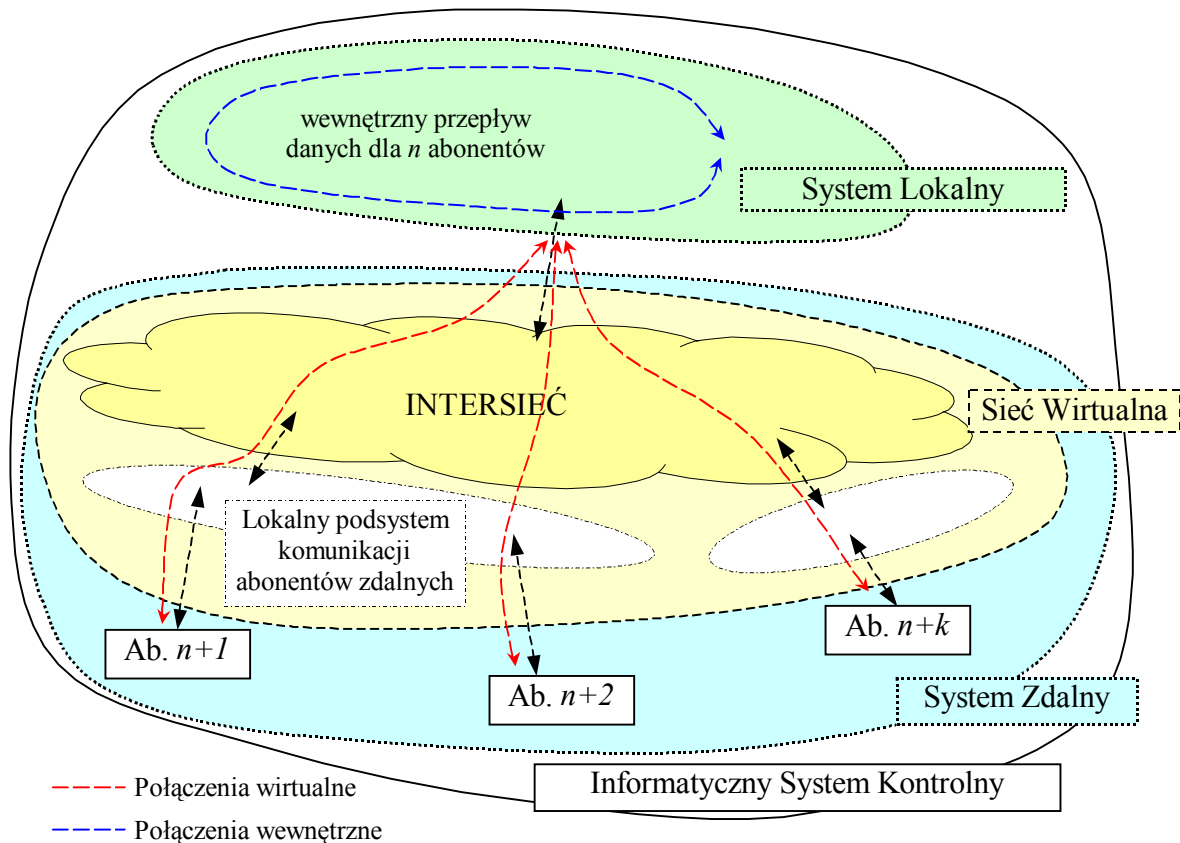 wewnętrzny przepływ
danych dla n abonentów
System Lokalny
INTERSIEĆ
Sieć Wirtualna
Lokalny podsystem
komunikacji
abonentów zdalnych
Ab. n+1
Ab. n+2
Ab. n+k
System Zdalny
Informatyczny System Kontrolny
Połączenia wirtualne
Połączenia wewnętrzne